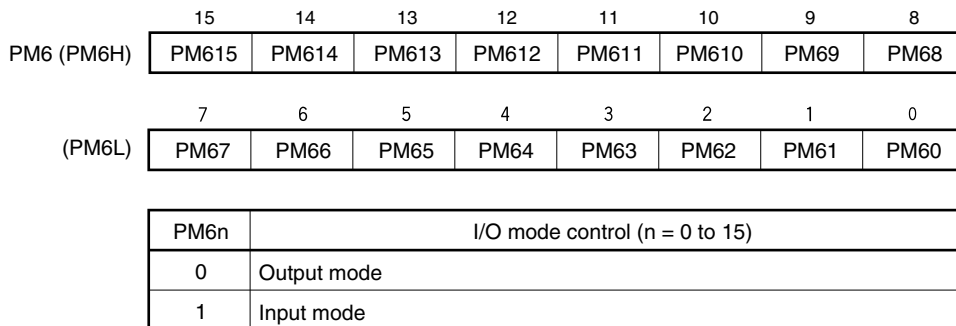 15 14 13 12 11 10 9 8
PM6 (PM6H) PM615 PM614 PM613 PM612 PM611 PM610 PM69 PM68
7 6 5 4 3 2 1 0
(PM6L) PM67 PM66 PM65 PM64 PM63 PM62 PM61 PM60
PM6n I/O mode control (n = 0 to 15)
0 Output mode
1 Input mode